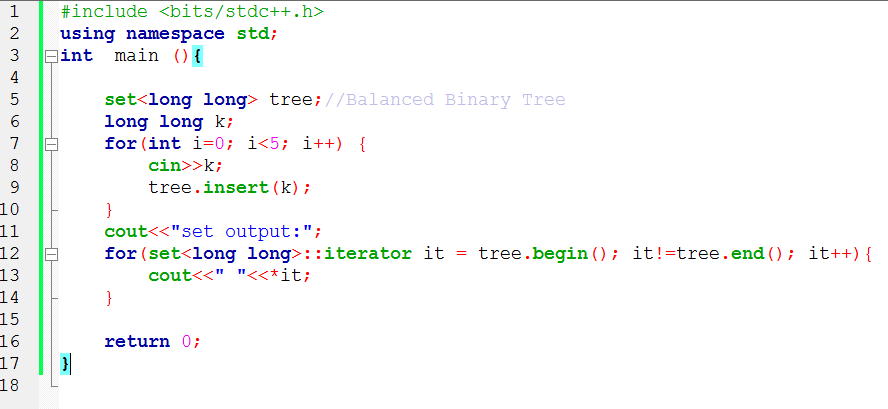 1 #include <bits/stdc++.h>
2 using namespace std;
3 int  main (){
4
5     set<long long> tree;//Balanced Binary Tree
6     long long k;
7     for(int i=0; i<5; i++) {
8         cin>>k;
9         tree.insert(k);
10     }
11     cout<<"set output:";
12     for(set<long long>::iterator it = tree.begin(); it!=tree.end(); it++){
13         cout<<" "<<*it;
14     }
15
16     return 0;
17 }
18